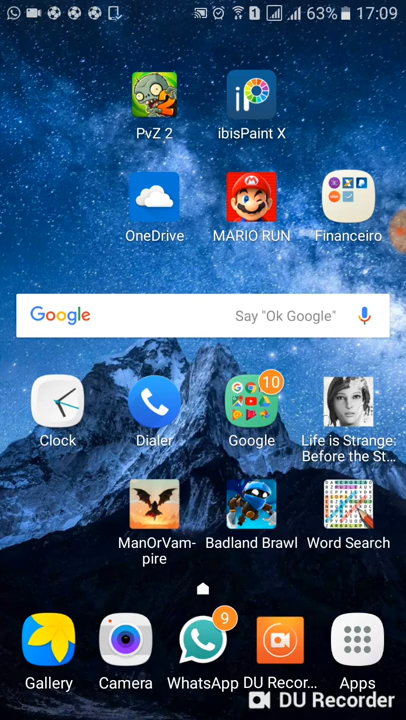 1 63% 17:09
PvZ 2 ibisPaint X
OneDrive MARIO RUN Financeiro
Google Say "Ok Google"
10
Clock Dialer Google Life is Strange:
Before the St...
ManOrVam-
pire Badland Brawl Word Search
9
Gallery Camera WhatsApp DU Recor... Apps
DU Recorder